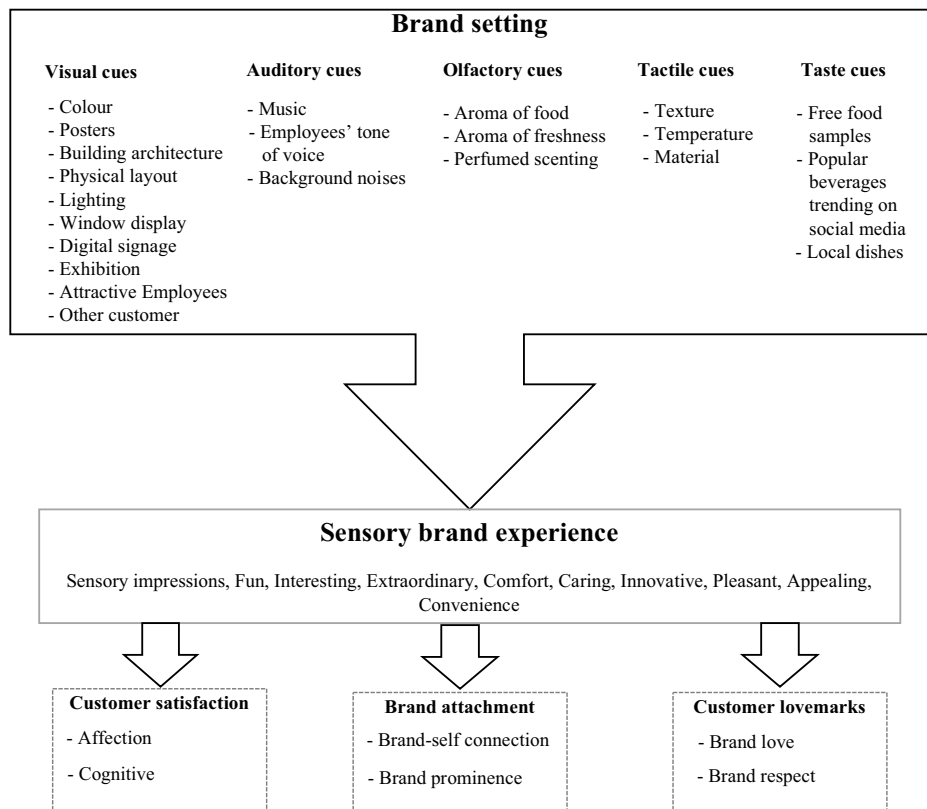 Brand setting
Visual cues
- Colour
- Posters
- Building architecture
- Physical layout
- Lighting
- Window display
- Digital signage
- Exhibition
- Attractive Employees
- Other customer
Auditory cues
- Music
- Employees’ tone
of voice
- Background noises
Olfactory cues
- Aroma of food
- Aroma of freshness
- Perfumed scenting
Tactile cues
- Texture
- Temperature
- Material
Taste cues
- Free food
samples
- Popular
beverages
trending on
social media
- Local dishes
Sensory brand experience
Sensory impressions, Fun, Interesting, Extraordinary, Comfort, Caring, Innovative, Pleasant, Appealing,
Convenience
Customer satisfaction
- Affection
- Cognitive
Brand attachment
- Brand-self connection
- Brand prominence
Customer lovemarks
- Brand love
- Brand respect